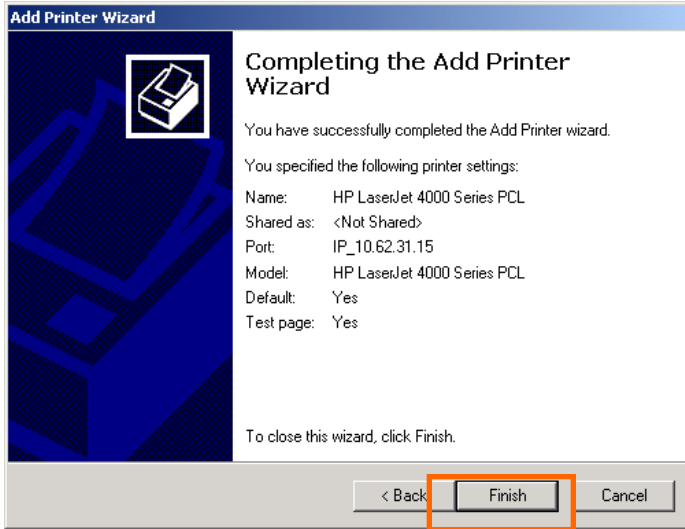 Add Printer Wizard
Completing the Add Printer
Wizard
You have successfully completed the Add Printer wizard.
You specified the following printer settings:
Name: HP LaserJet 4000 Series PCL
Shared as: <Not Shared>
Port: IP_10.62.31.15
Model: HP LaserJet 4000 Series PCL
Default: Yes
Test page: Yes
To close this wizard, click Finish.
< Back Finish Cancel